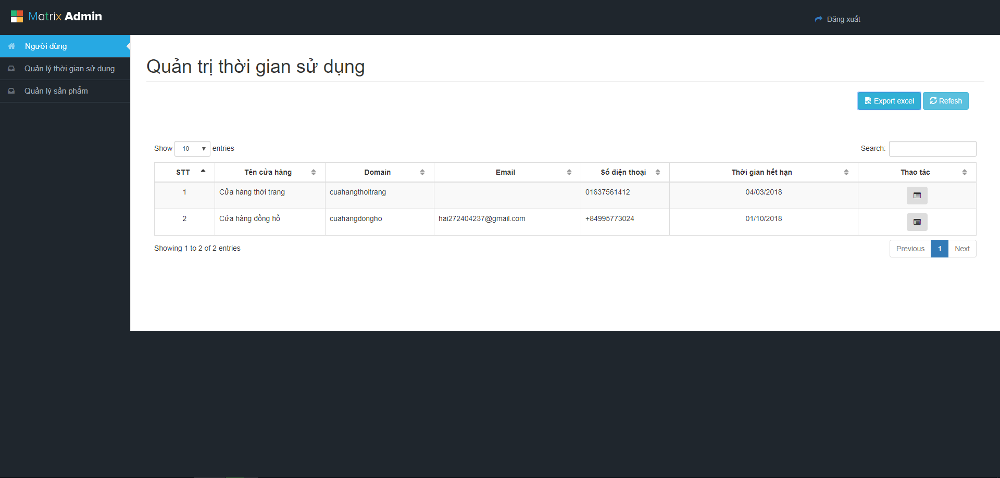 Matrix Admin
Đăng xuất
Người dùng
Quản lý thời gian sử dụng
Quản lý sản phẩm
Quản trị thời gian sử dụng
Export excel Refesh
Show 10 entries Search:
STT Tên cửa hàng Domain Email Số điện thoại Thời gian hết hạn Thao tác
1 Cửa hàng thời trang cuahangthoitrang 01637561412 04/03/2018
2 Cửa hàng đồng hồ cuahangdongho hai272404237@gmail.com +84995773024 01/10/2018
Showing 1 to 2 of 2 entries Previous 1 Next